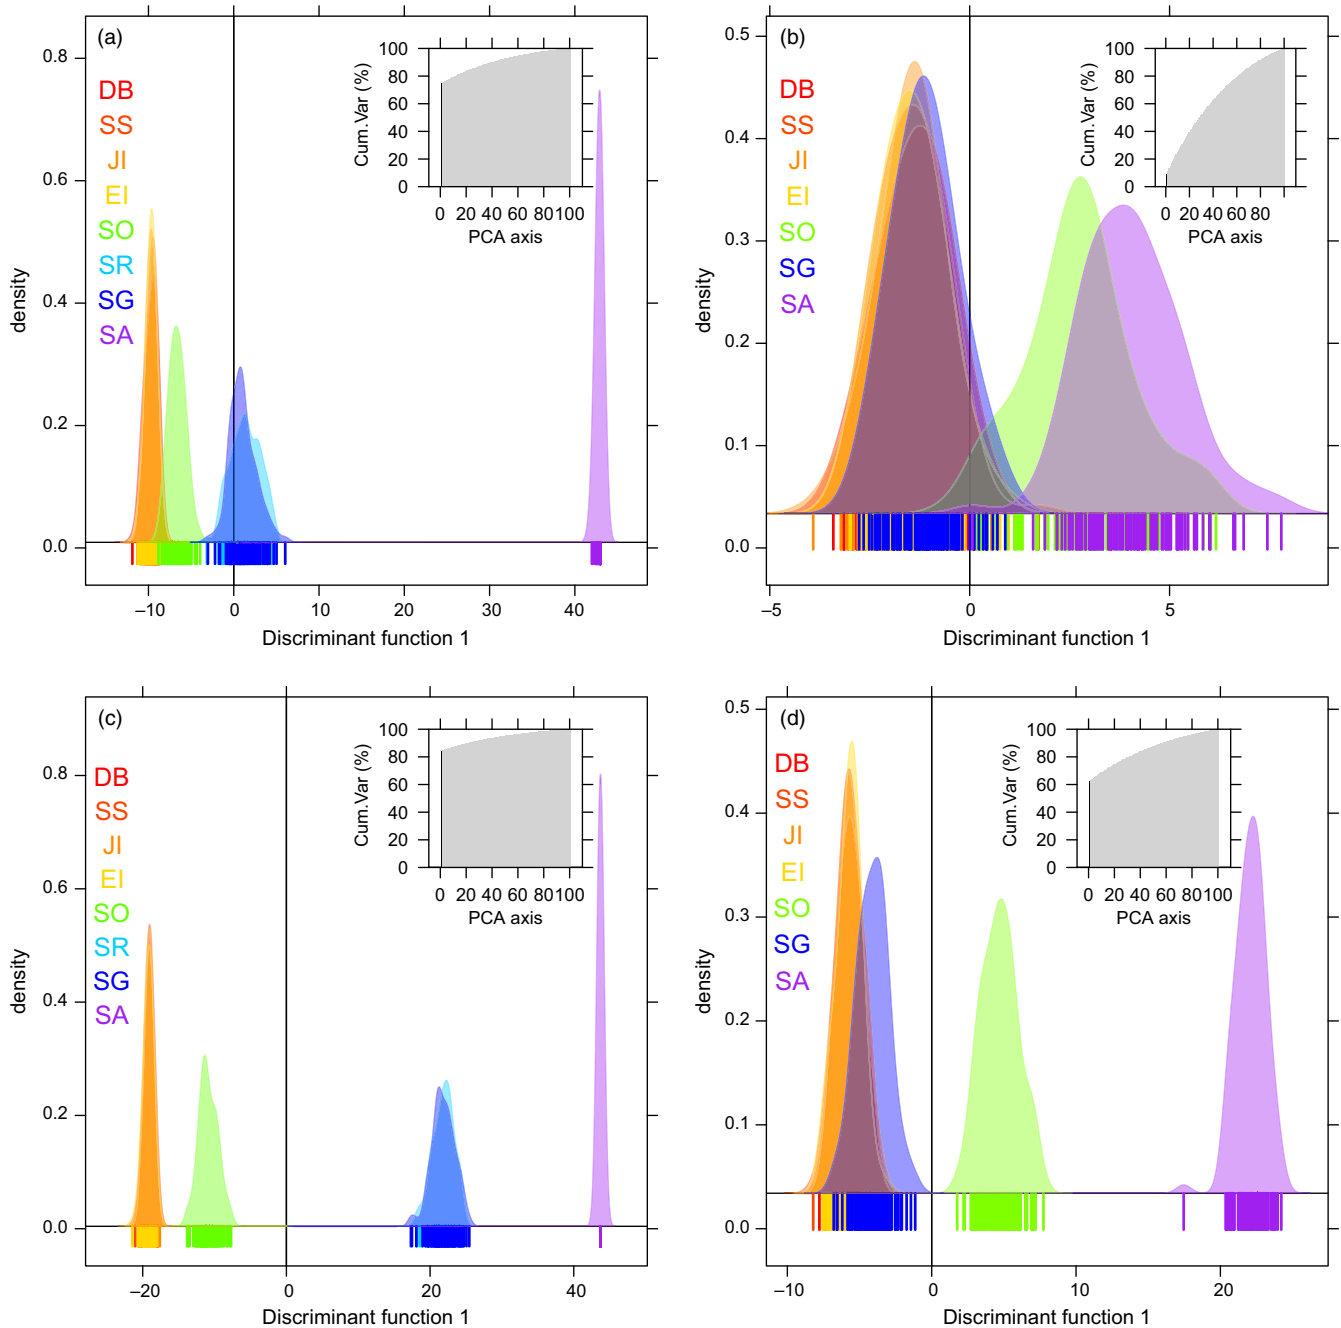 (a)
DB
SS
JI
EI
SO
SR
SG
SA
0.8
0.6
0.4
0.2
0.0
density
–10 0 10 20 30 40
Discriminant function 1
100
80
60
40
20
0
Cum.Var (%)
0 20 40 60 80 100
PCA axis
(b)
DB
SS
JI
EI
SO
SG
SA
0.5
0.4
0.3
0.2
0.1
0.0
density
–5 0 5
Discriminant function 1
100
80
60
40
20
0
Cum.Var (%)
0 20 40 60 80
PCA axis
(c)
DB
SS
JI
EI
SO
SR
SG
SA
0.8
0.6
0.4
0.2
0.0
density
–20 0 20 40
Discriminant function 1
100
80
60
40
20
0
Cum.Var (%)
0 20 40 60 80 100
PCA axis
(d)
DB
SS
JI
EI
SO
SG
SA
0.5
0.4
0.3
0.2
0.1
0.0
density
–10 0 10 20
Discriminant function 1
100
80
60
40
20
0
Cum.Var (%)
0 20 40 60 80 100
PCA axis